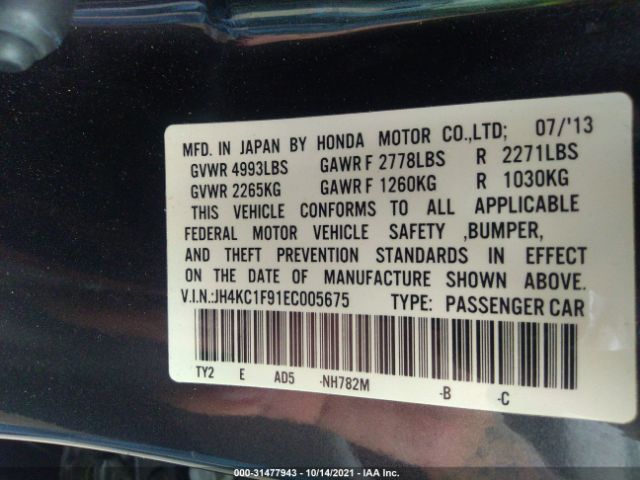 MFD. IN JAPAN BY HONDA MOTOR CO.,LTD; 07/'13
GVWR 4993LBS GAWR F 2778LBS R 2271LBS
GVWR 2265KG GAWR F 1260KG R 1030KG
THIS VEHICLE CONFORMS TO ALL APPLICABLE
FEDERAL MOTOR VEHICLE SAFETY ,BUMPER,
AND THEFT PREVENTION STANDARDS IN EFFECT
ON THE DATE OF MANUFACTURE SHOWN ABOVE.
V.I.N.:JH4KC1F91EC005675 TYPE: PASSENGER CAR
TY2 E AD5 -NH782M -B -C
000-31477943 - 10/14/2021 - IAA Inc.